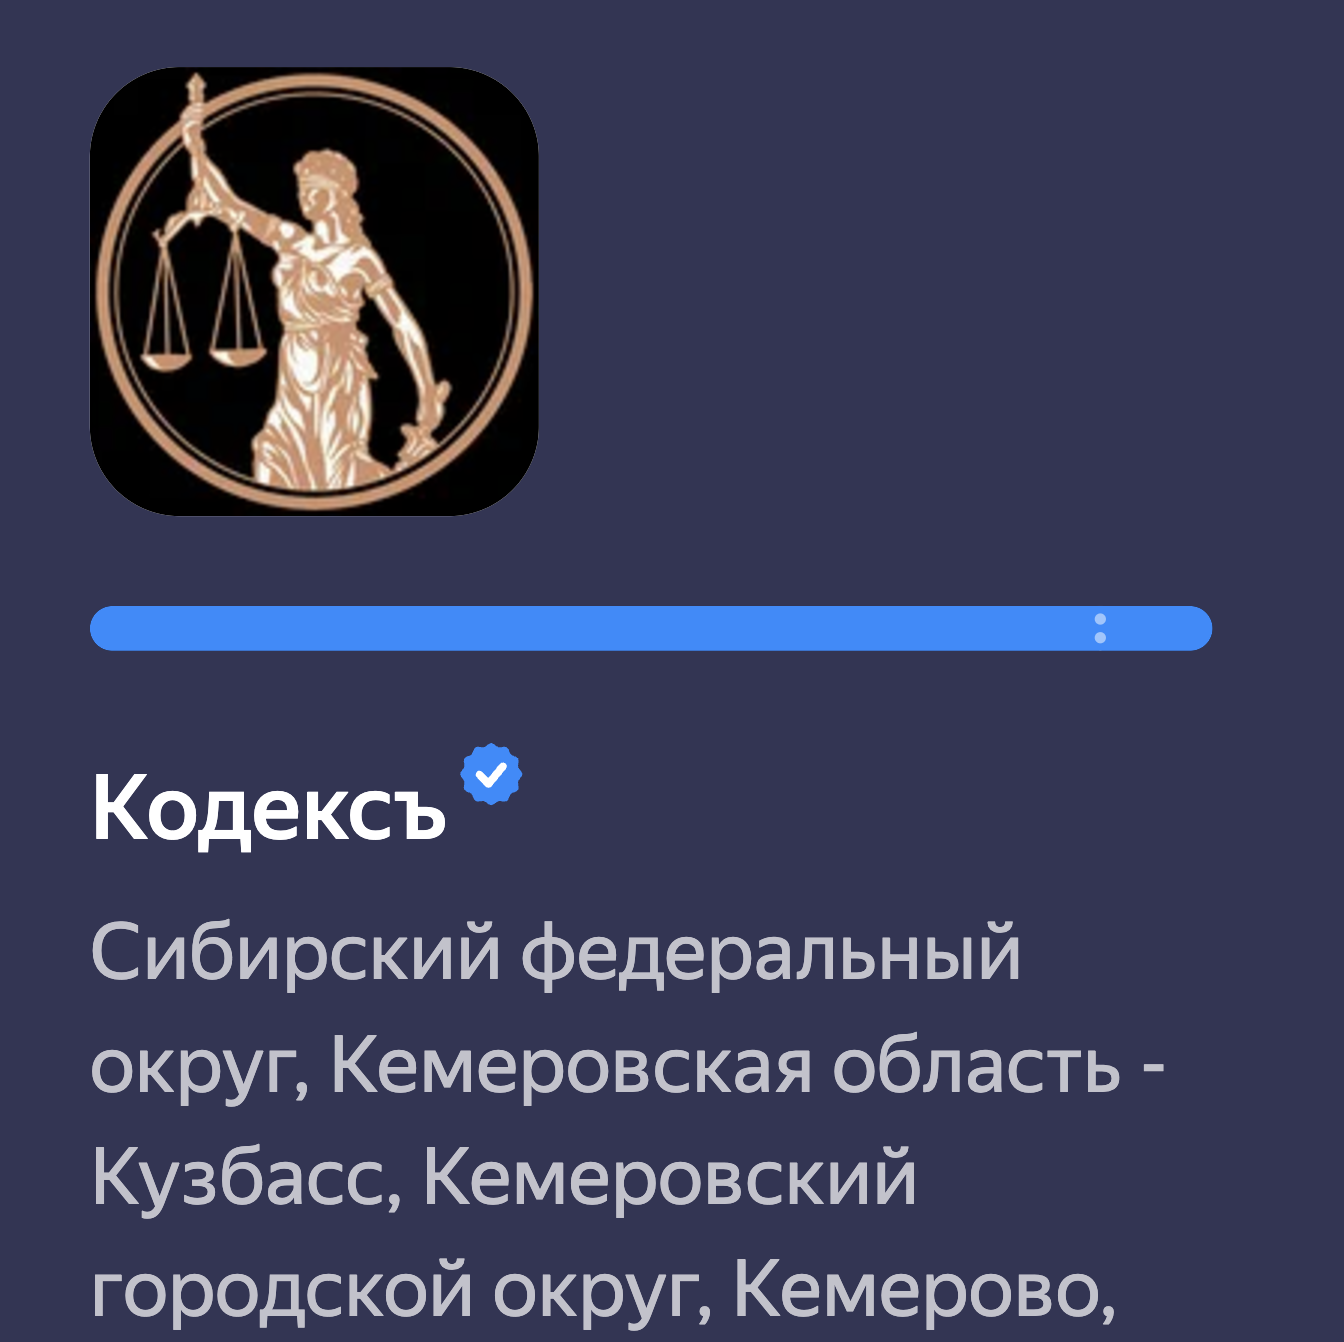 Кодексъ
Сибирский федеральный
округ, Кемеровская область -
Кузбасс, Кемеровский
городской округ, Кемерово,